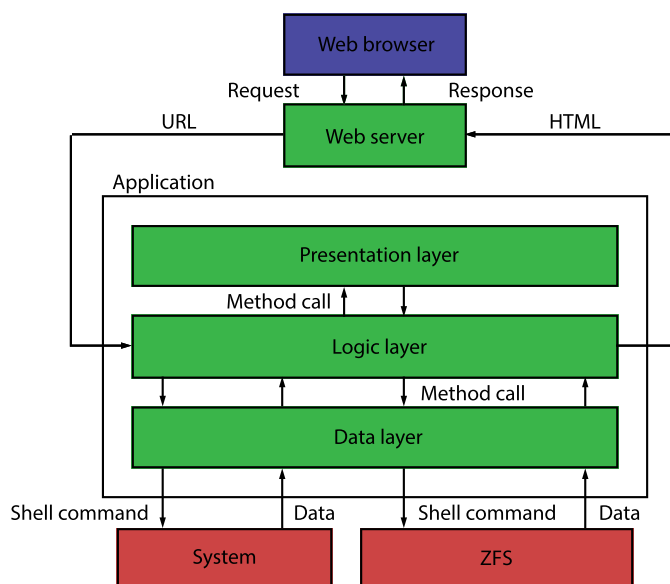 Web browser
Request
Response
URL
Web server
HTML
Application
Presentation layer
Method call
Logic layer
Method call
Data layer
Shell command
Data
Shell command
Data
System
ZFS